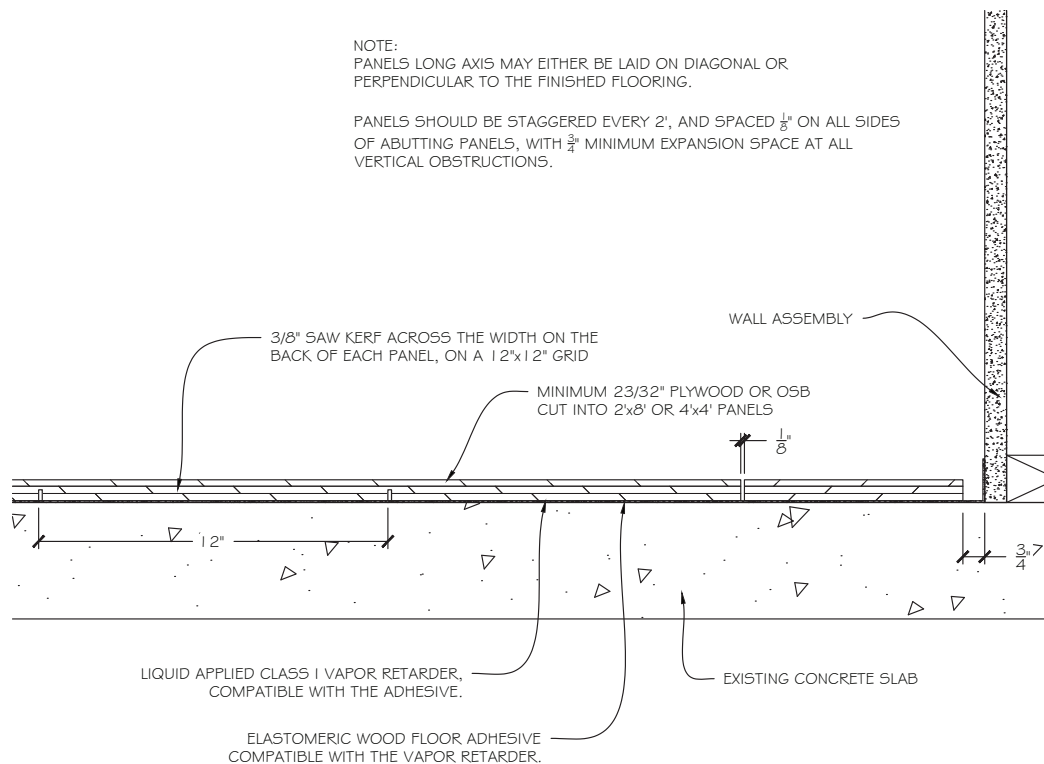 NOTE:
PANELS LONG AXIS MAY EITHER BE LAID ON DIAGONAL OR
PERPENDICULAR TO THE FINISHED FLOORING.
PANELS SHOULD BE STAGGERED EVERY 2', AND SPACED 1/8" ON ALL SIDES
OF ABUTTING PANELS, WITH 3/4" MINIMUM EXPANSION SPACE AT ALL
VERTICAL OBSTRUCTIONS.
WALL ASSEMBLY
3/8" SAW KERF ACROSS THE WIDTH ON THE
BACK OF EACH PANEL, ON A 12"x12" GRID
MINIMUM 23/32" PLYWOOD OR OSB
CUT INTO 2'x8' OR 4'x4' PANELS
1/8"
12"
3/4"
LIQUID APPLIED CLASS I VAPOR RETARDER,
COMPATIBLE WITH THE ADHESIVE.
EXISTING CONCRETE SLAB
ELASTOMERIC WOOD FLOOR ADHESIVE
COMPATIBLE WITH THE VAPOR RETARDER.